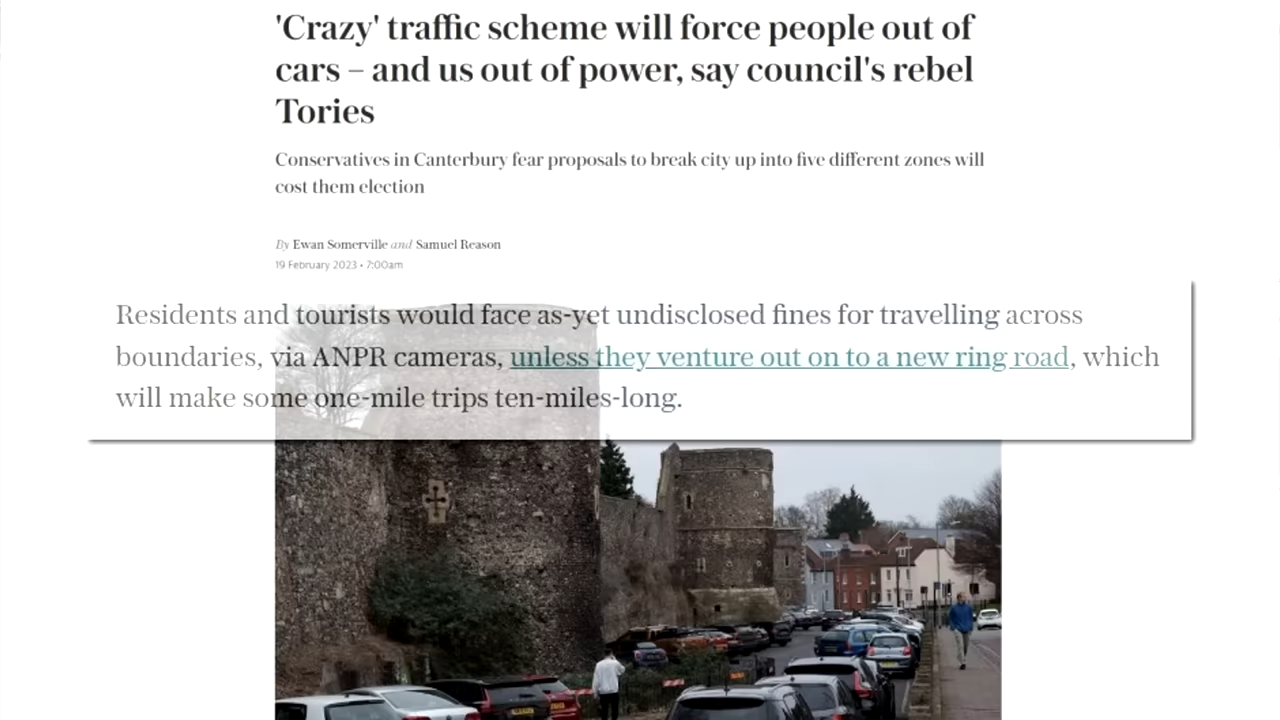 'Crazy' traffic scheme will force people out of
cars – and us out of power, say council's rebel
Tories
Conservatives in Canterbury fear proposals to break city up into five different zones will
cost them election
By Ewan Somerville and Samuel Reason
19 February 2023 • 7:00am
Residents and tourists would face as-yet undisclosed fines for travelling across
boundaries, via ANPR cameras, unless they venture out on to a new ring road, which
will make some one-mile trips ten-miles-long.